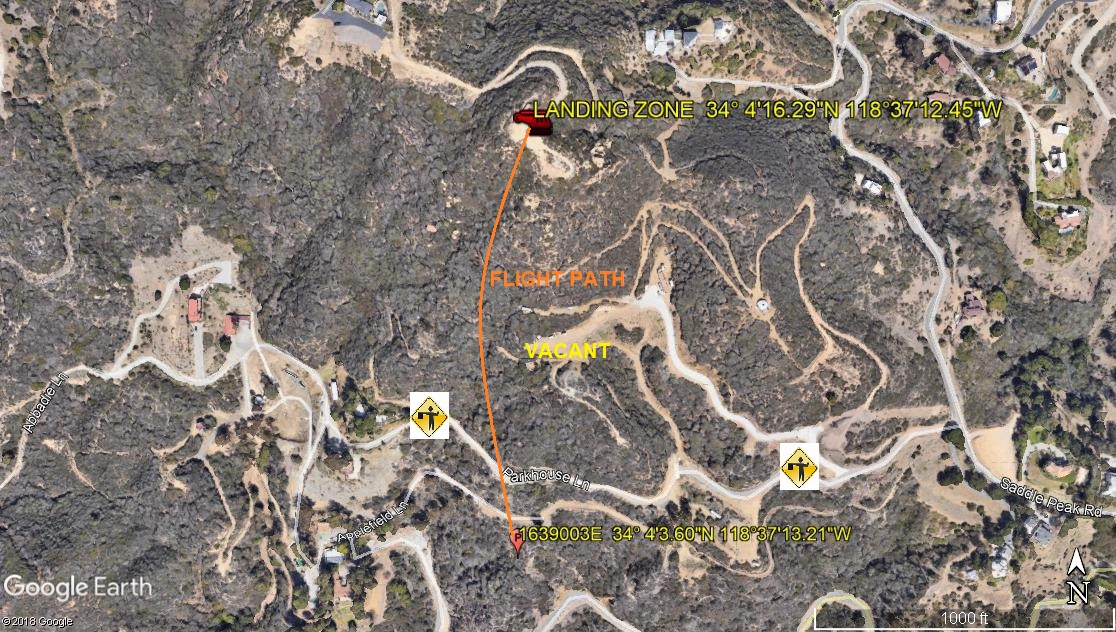 LANDING ZONE 34° 4'16.29"N 118°37'12.45"W
FLIGHT PATH
VACANT
Abbadie Ln
Parkhouse Ln
Saddle Peak Rd
Applefield Ln
1639003E 34° 4'3.60"N 118°37'13.21"W
Google Earth
N
1000 ft
©2018 Google